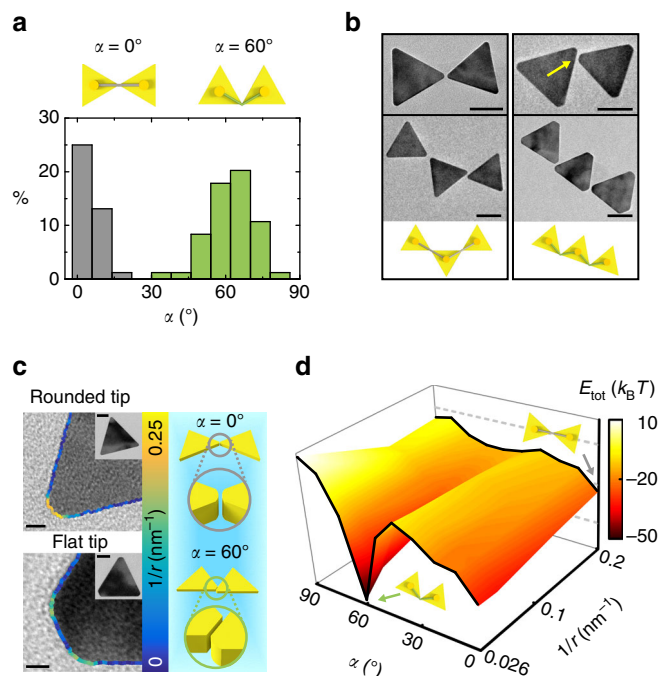 a
α = 0°
α = 60°
30
20
10
0
%
0
30
60
90
α (°)
b
c
Rounded tip
Flat tip
0.25
1/r (nm⁻¹)
0
α = 0°
α = 60°
d
E_tot (k_BT)
10
−20
−50
90
60
30
0
α (°)
0.2
0.1
0.026
1/r (nm⁻¹)